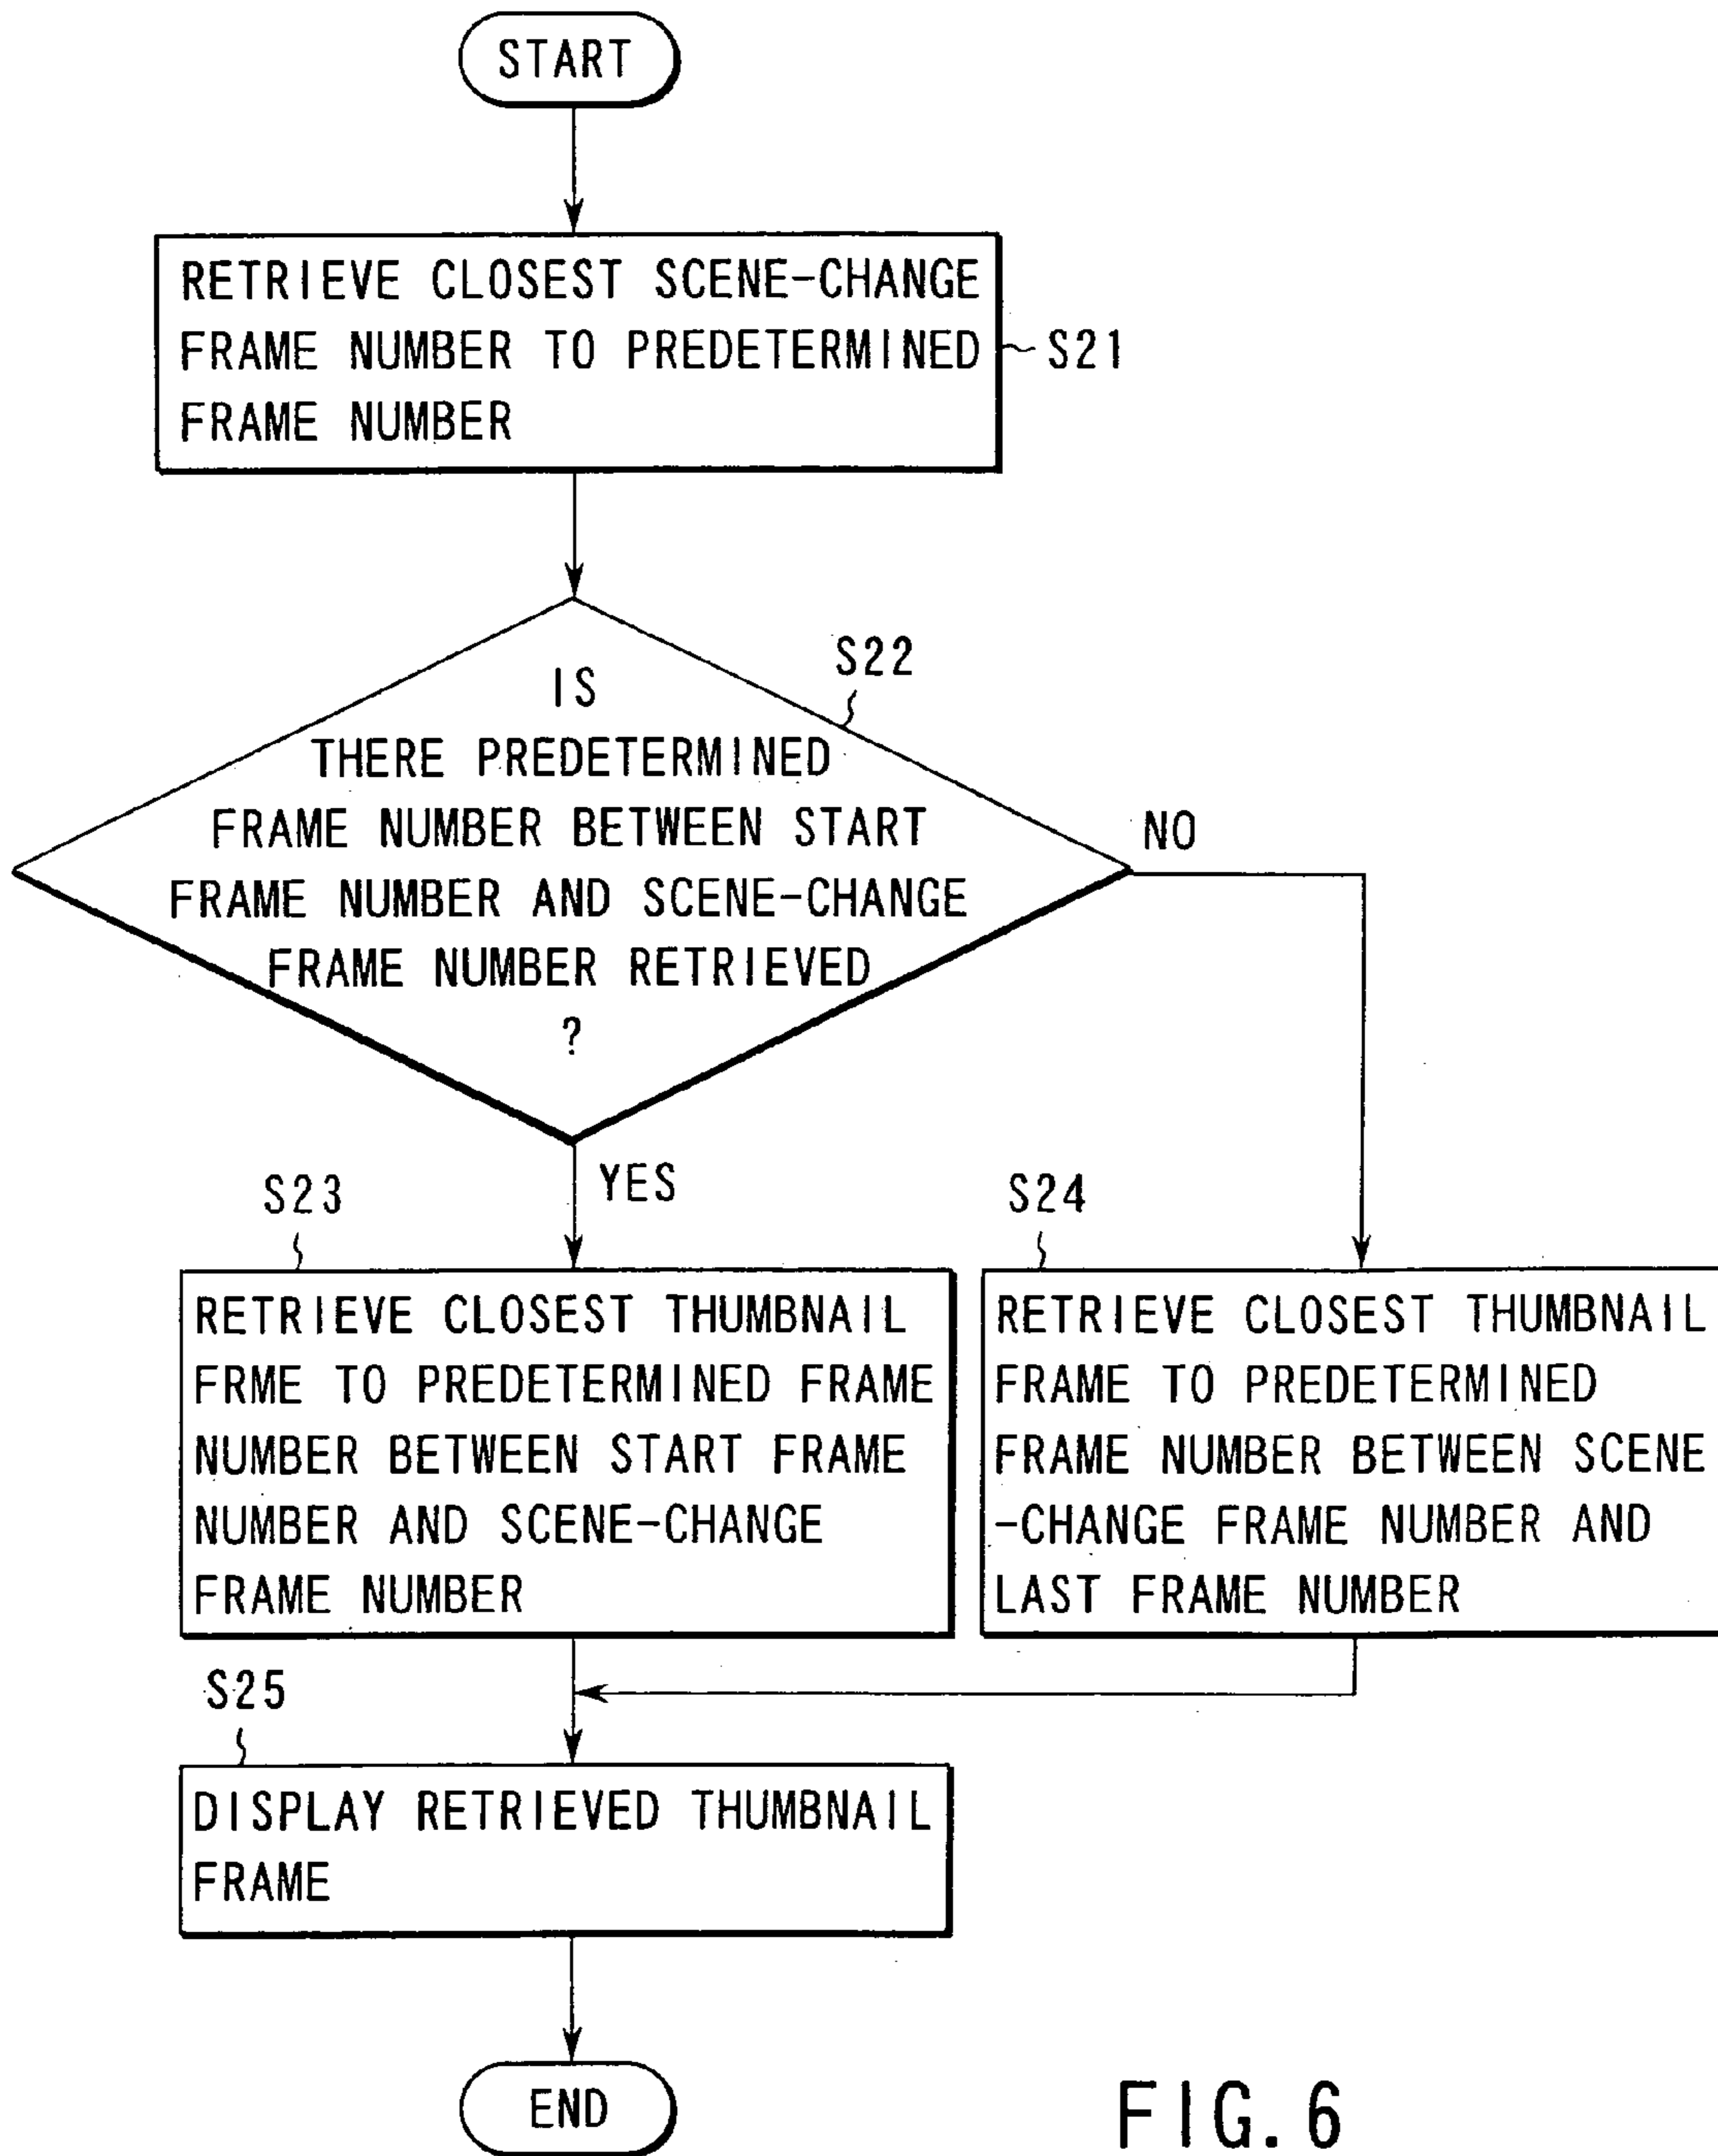 START
RETRIEVE CLOSEST SCENE-CHANGE
FRAME NUMBER TO PREDETERMINED
FRAME NUMBER
S21
S22
IS
THERE PREDETERMINED
FRAME NUMBER BETWEEN START
FRAME NUMBER AND SCENE-CHANGE
FRAME NUMBER RETRIEVED
?
NO
YES
S23
RETRIEVE CLOSEST THUMBNAIL
FRME TO PREDETERMINED FRAME
NUMBER BETWEEN START FRAME
NUMBER AND SCENE-CHANGE
FRAME NUMBER
S24
RETRIEVE CLOSEST THUMBNAIL
FRAME TO PREDETERMINED
FRAME NUMBER BETWEEN SCENE
-CHANGE FRAME NUMBER AND
LAST FRAME NUMBER
S25
DISPLAY RETRIEVED THUMBNAIL
FRAME
END
FIG. 6